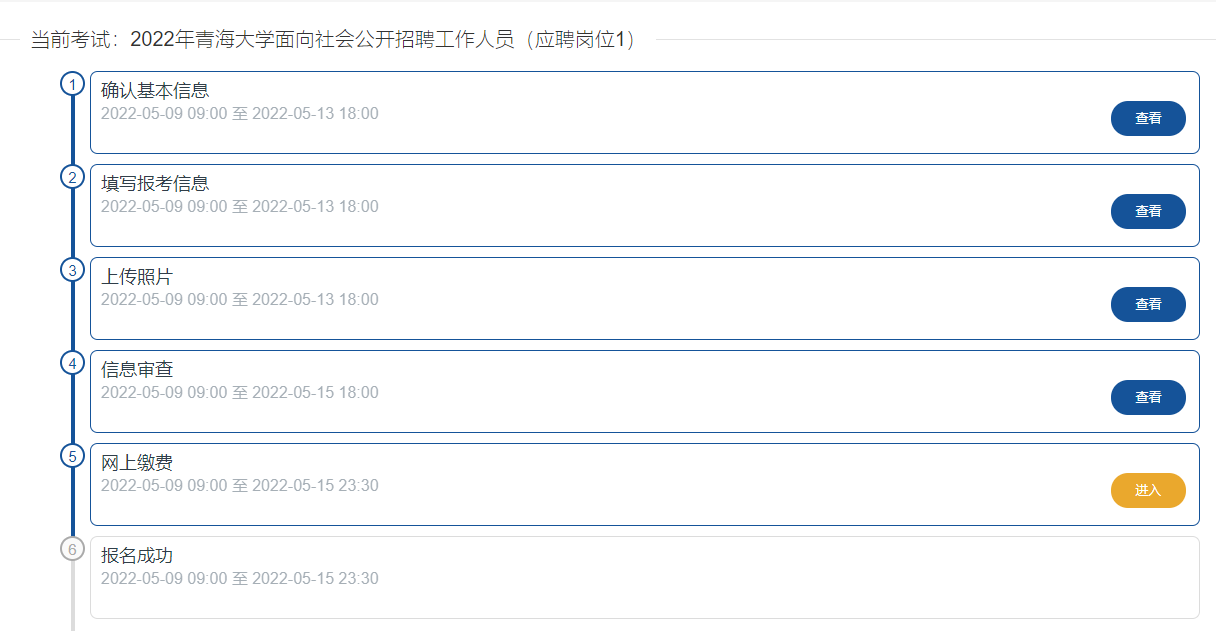 当前考试：2022年青海大学面向社会公开招聘工作人员（应聘岗位1）
1
确认基本信息
2022-05-09 09:00 至 2022-05-13 18:00
查看
2
填写报考信息
2022-05-09 09:00 至 2022-05-13 18:00
查看
3
上传照片
2022-05-09 09:00 至 2022-05-13 18:00
查看
4
信息审查
2022-05-09 09:00 至 2022-05-15 18:00
查看
5
网上缴费
2022-05-09 09:00 至 2022-05-15 23:30
进入
6
报名成功
2022-05-09 09:00 至 2022-05-15 23:30